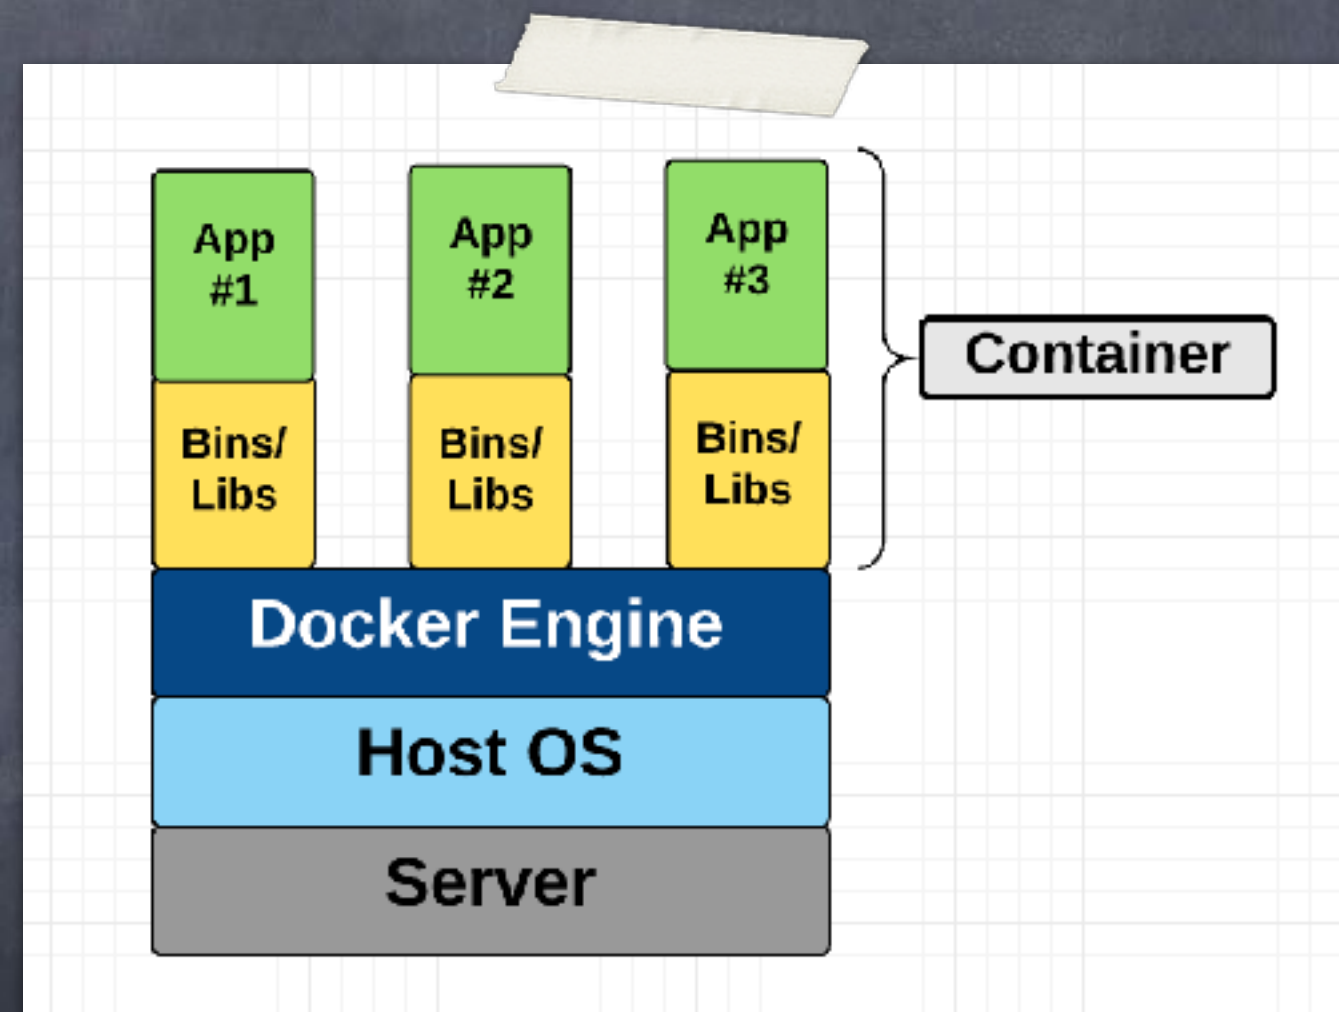 App
#1
App
#2
App
#3
Container
Bins/
Libs
Bins/
Libs
Bins/
Libs
Docker Engine
Host OS
Server